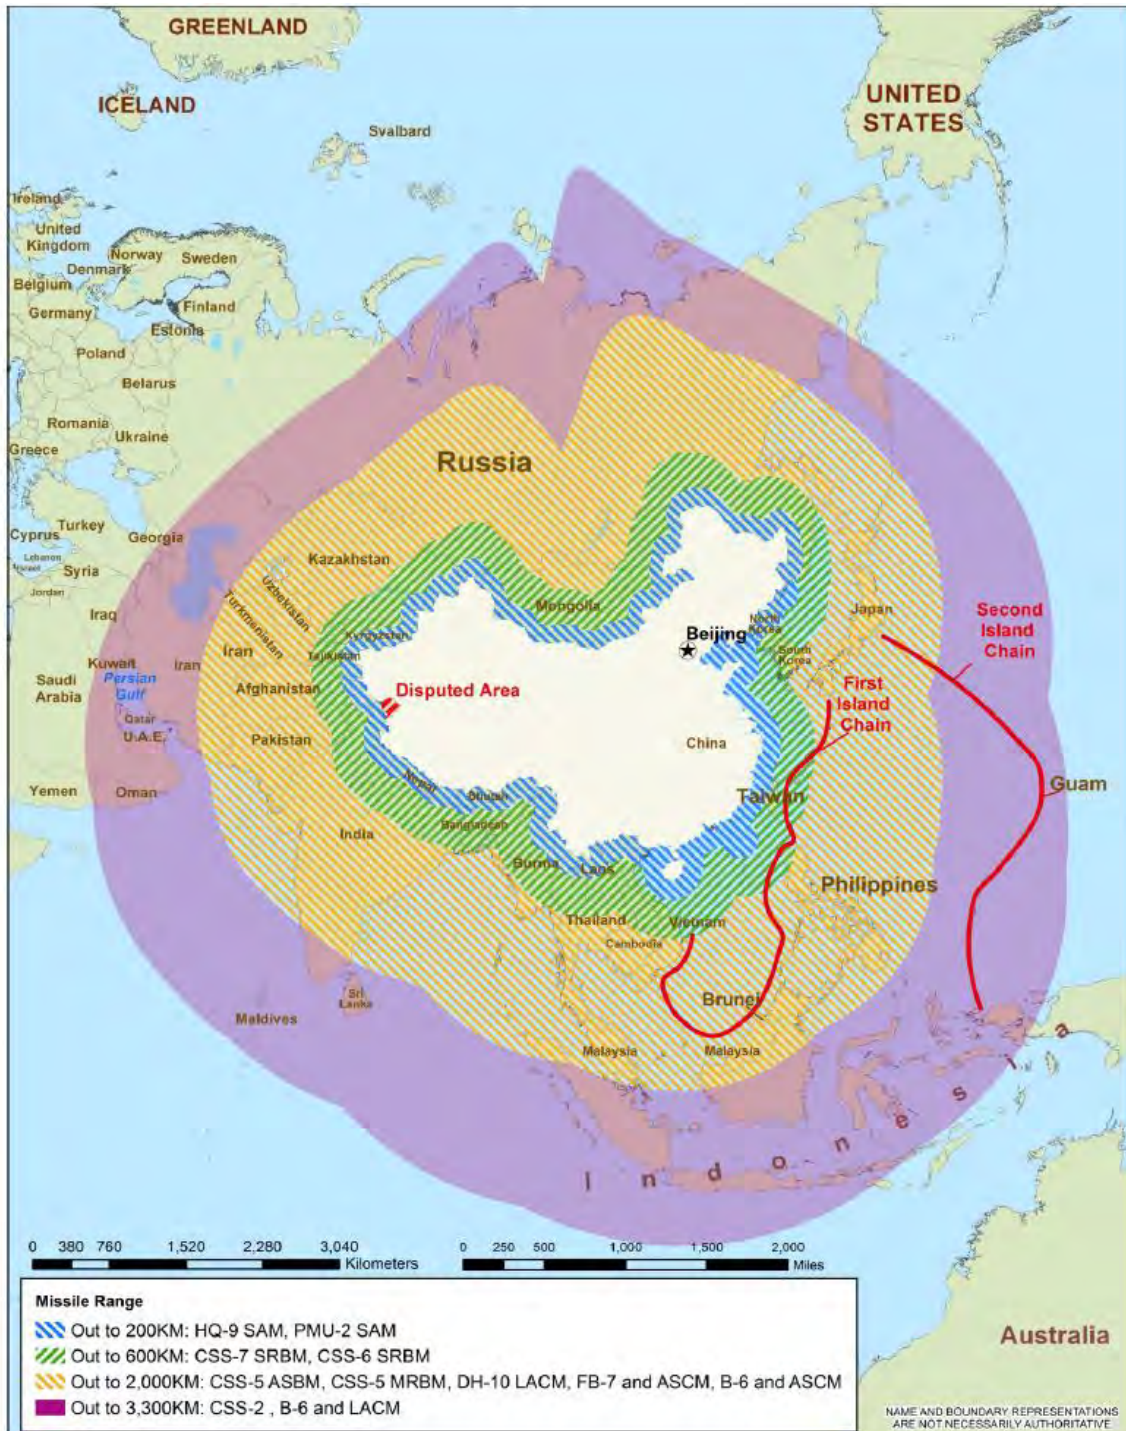 GREENLAND
ICELAND
Svalbard
UNITED
STATES
Ireland
United
Kingdom
Norway
Sweden
Denmark
Belgium
Finland
Germany
Estonia
Poland
Belarus
Romania
Ukraine
Greece
Russia
Turkey
Cyprus
Georgia
Lebanon
Israel
Syria
Kazakhstan
Jordan
Uzbekistan
Turkmenistan
Mongolia
Japan
Iraq
Kyrgyzstan
North
Korea
Beijing
Second
Island
Chain
Tajikistan
South
Korea
Iran
Iran
Kuwait
Persian
Gulf
Saudi
Arabia
Afghanistan
Disputed Area
First
Island
Chain
Qatar
U.A.E.
Pakistan
China
Yemen
Oman
Nepal
Bhutan
Taiwan
Guam
India
Bangladesh
Burma
Laos
Philippines
Thailand
Vietnam
Cambodia
Sri
Lanka
Brunei
Maldives
Malaysia
Malaysia
Indonesia
0 380 760 1,520 2,280 3,040
Kilometers
0 250 500 1,000 1,500 2,000
Miles
Missile Range
Out to 200KM: HQ-9 SAM, PMU-2 SAM
Out to 600KM: CSS-7 SRBM, CSS-6 SRBM
Out to 2,000KM: CSS-5 ASBM, CSS-5 MRBM, DH-10 LACM, FB-7 and ASCM, B-6 and ASCM
Out to 3,300KM: CSS-2 , B-6 and LACM
Australia
NAME AND BOUNDARY REPRESENTATIONS
ARE NOT NECESSARILY AUTHORITATIVE.